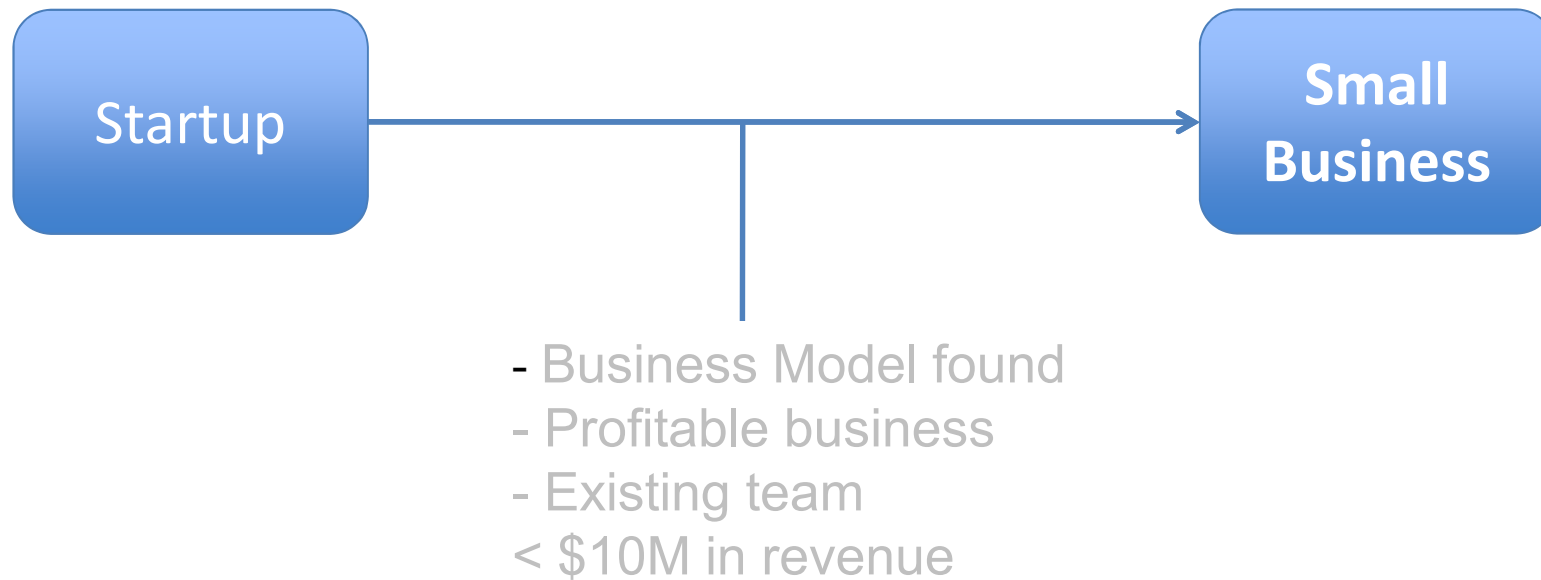 Startup
Small
Business
- Business Model found
- Profitable business
- Existing team
< $10M in revenue